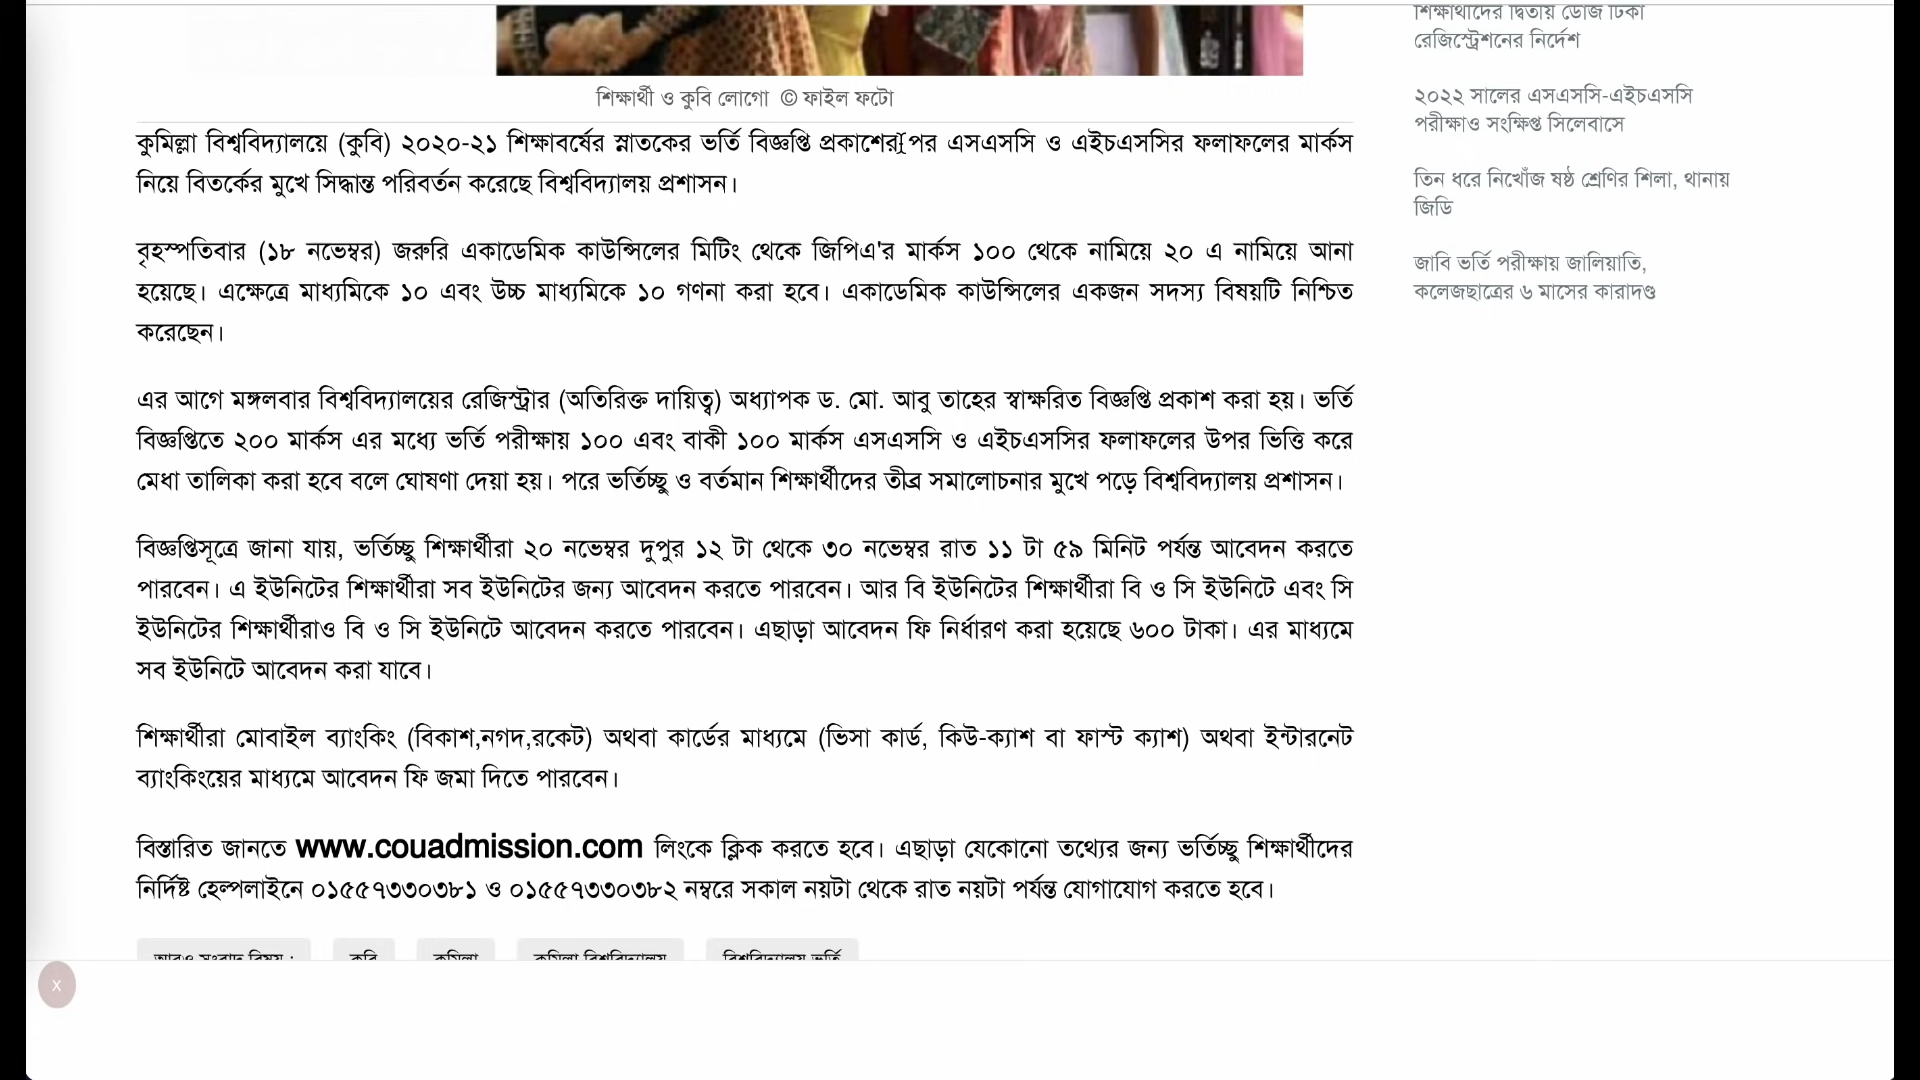 শিক্ষার্থী ও কুবি লোগো © ফাইল ফটো
কুমিল্লা বিশ্ববিদ্যালয়ে (কুবি) ২০২০-২১ শিক্ষাবর্ষের স্নাতকের ভর্তি বিজ্ঞপ্তি প্রকাশের পর এসএসসি ও এইচএসসির ফলাফলের মার্কস
নিয়ে বিতর্কের মুখে সিদ্ধান্ত পরিবর্তন করেছে বিশ্ববিদ্যালয় প্রশাসন।
বৃহস্পতিবার (১৮ নভেম্বর) জরুরি একাডেমিক কাউন্সিলের মিটিং থেকে জিপিএ'র মার্কস ১০০ থেকে নামিয়ে ২০ এ নামিয়ে আনা
হয়েছে। এক্ষেত্রে মাধ্যমিকে ১০ এবং উচ্চ মাধ্যমিকে ১০ গণনা করা হবে। একাডেমিক কাউন্সিলের একজন সদস্য বিষয়টি নিশ্চিত
করেছেন।
এর আগে মঙ্গলবার বিশ্ববিদ্যালয়ের রেজিস্ট্রার (অতিরিক্ত দায়িত্ব) অধ্যাপক ড. মো. আবু তাহের স্বাক্ষরিত বিজ্ঞপ্তি প্রকাশ করা হয়। ভর্তি
বিজ্ঞপ্তিতে ২০০ মার্কস এর মধ্যে ভর্তি পরীক্ষায় ১০০ এবং বাকী ১০০ মার্কস এসএসসি ও এইচএসসির ফলাফলের উপর ভিত্তি করে
মেধা তালিকা করা হবে বলে ঘোষণা দেয়া হয়। পরে ভর্তিচ্ছু ও বর্তমান শিক্ষার্থীদের তীব্র সমালোচনার মুখে পড়ে বিশ্ববিদ্যালয় প্রশাসন।
বিজ্ঞপ্তিসূত্রে জানা যায়, ভর্তিচ্ছু শিক্ষার্থীরা ২০ নভেম্বর দুপুর ১২ টা থেকে ৩০ নভেম্বর রাত ১১ টা ৫৯ মিনিট পর্যন্ত আবেদন করতে
পারবেন। এ ইউনিটের শিক্ষার্থীরা সব ইউনিটের জন্য আবেদন করতে পারবেন। আর বি ইউনিটের শিক্ষার্থীরা বি ও সি ইউনিটে এবং সি
ইউনিটের শিক্ষার্থীরাও বি ও সি ইউনিটে আবেদন করতে পারবেন। এছাড়া আবেদন ফি নির্ধারণ করা হয়েছে ৬০০ টাকা। এর মাধ্যমে
সব ইউনিটে আবেদন করা যাবে।
শিক্ষার্থীরা মোবাইল ব্যাংকিং (বিকাশ,নগদ,রকেট) অথবা কার্ডের মাধ্যমে (ভিসা কার্ড, কিউ-ক্যাশ বা ফাস্ট ক্যাশ) অথবা ইন্টারনেট
ব্যাংকিংয়ের মাধ্যমে আবেদন ফি জমা দিতে পারবেন।
বিস্তারিত জানতে www.couadmission.com লিংকে ক্লিক করতে হবে। এছাড়া যেকোনো তথ্যের জন্য ভর্তিচ্ছু শিক্ষার্থীদের
নির্দিষ্ট হেল্পলাইনে ০১৫৫৭৩৩০৩৮১ ও ০১৫৫৭৩৩০৩৮২ নম্বরে সকাল নয়টা থেকে রাত নয়টা পর্যন্ত যোগাযোগ করতে হবে।
আরও সংবাদ বিষয় : কুবি কুমিল্লা কুমিল্লা বিশ্ববিদ্যালয় বিশ্ববিদ্যালয় ভর্তি
x
শিক্ষার্থীদের দ্বিতীয় ডোজ টিকা
রেজিস্ট্রেশনের নির্দেশ
২০২২ সালের এসএসসি-এইচএসসি
পরীক্ষাও সংক্ষিপ্ত সিলেবাসে
তিন ধরে নিখোঁজ ষষ্ঠ শ্রেণির শিলা, থানায়
জিডি
জাবি ভর্তি পরীক্ষায় জালিয়াতি,
কলেজছাত্রের ৬ মাসের কারাদণ্ড